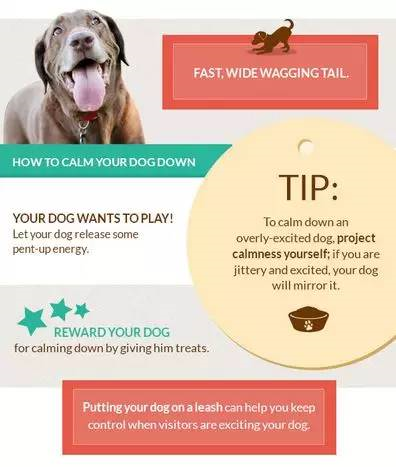 FAST, WIDE WAGGING TAIL.
HOW TO CALM YOUR DOG DOWN
TIP:
To calm down an
overly-excited dog, project
calmness yourself; if you are
jittery and excited, your dog
will mirror it.
YOUR DOG WANTS TO PLAY!
Let your dog release some
pent-up energy.
REWARD YOUR DOG
for calming down by giving him treats.
Putting your dog on a leash can help you keep
control when visitors are exciting your dog.